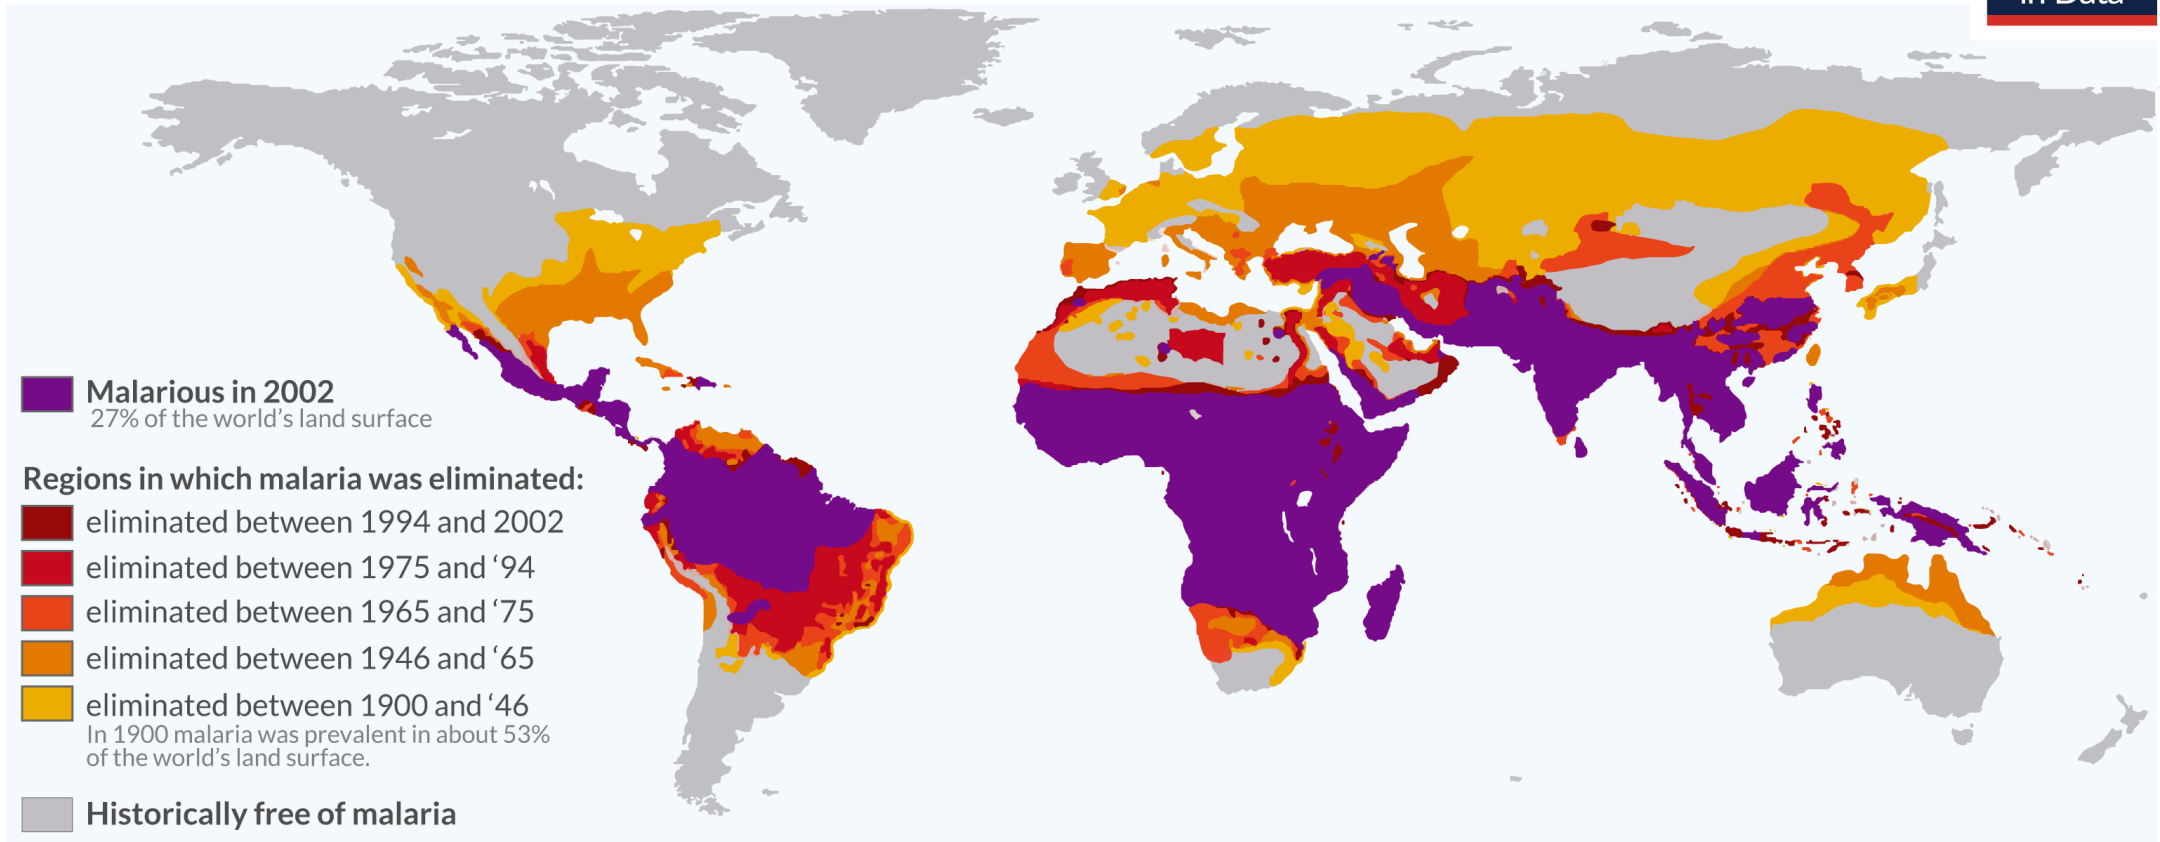 in Data
Malarious in 2002
27% of the world's land surface
Regions in which malaria was eliminated:
eliminated between 1994 and 2002
eliminated between 1975 and ‘94
eliminated between 1965 and ‘75
eliminated between 1946 and ‘65
eliminated between 1900 and ‘46
In 1900 malaria was prevalent in about 53%
of the world's land surface.
Historically free of malaria